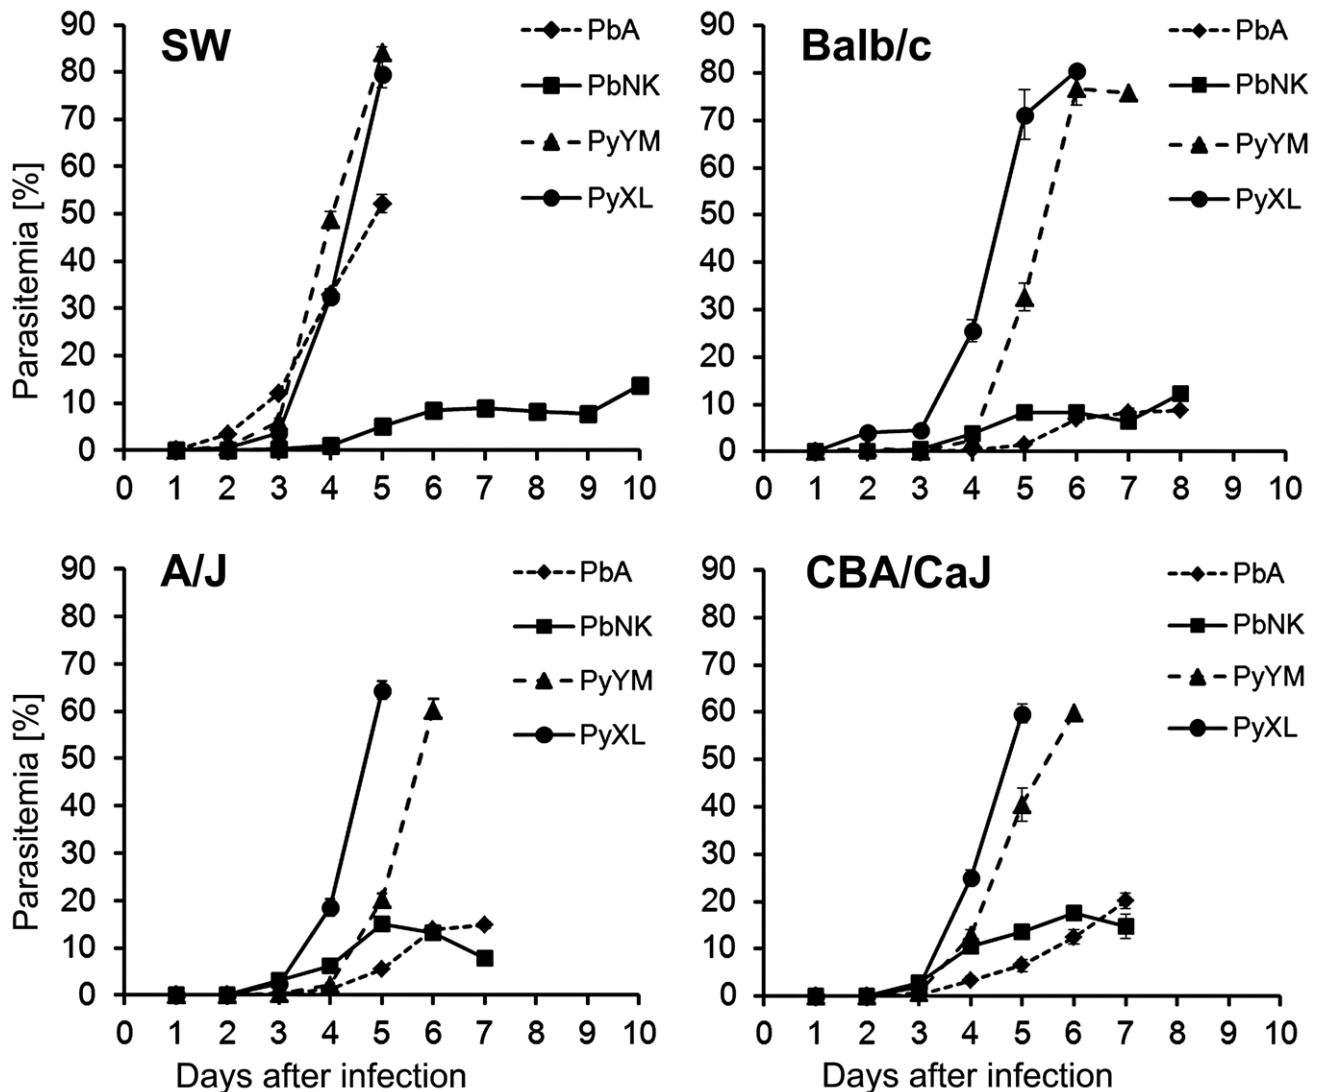 SW
PbA
PbNK
PyYM
PyXL
Parasitemia [%]
90
80
70
60
50
40
30
20
10
0
0 1 2 3 4 5 6 7 8 9 10
Balb/c
PbA
PbNK
PyYM
PyXL
90
80
70
60
50
40
30
20
10
0
0 1 2 3 4 5 6 7 8 9 10
A/J
PbA
PbNK
PyYM
PyXL
Parasitemia [%]
90
80
70
60
50
40
30
20
10
0
0 1 2 3 4 5 6 7 8 9 10
Days after infection
CBA/CaJ
PbA
PbNK
PyYM
PyXL
90
80
70
60
50
40
30
20
10
0
0 1 2 3 4 5 6 7 8 9 10
Days after infection